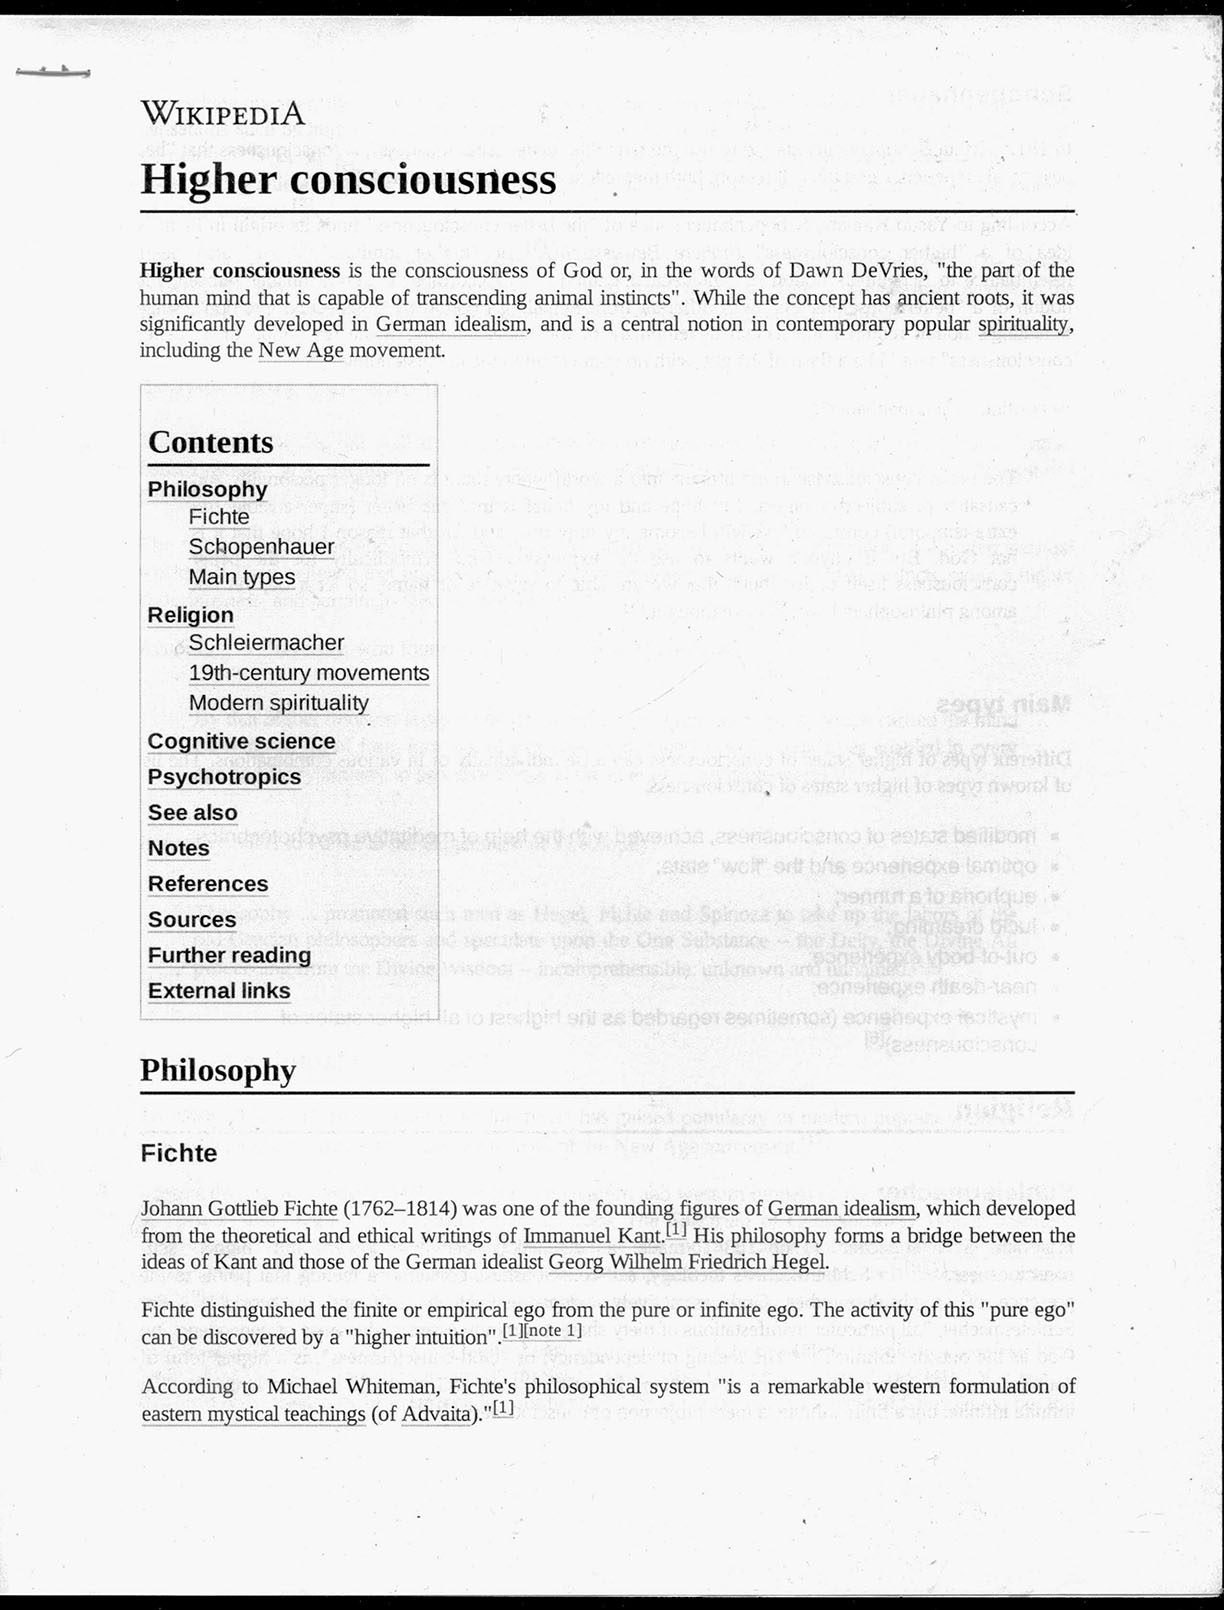 WIKIPEDIA
Higher consciousness
Higher consciousness is the consciousness of God or, in the words of Dawn DeVries, "the part of the
human mind that is capable of transcending animal instincts". While the concept has ancient roots, it was
significantly developed in German idealism, and is a central notion in contemporary popular spirituality,
including the New Age movement.
Contents
Philosophy
Fichte
Schopenhauer
Main types
Religion
Schleiermacher
19th-century movements
Modern spirituality
Cognitive science
Psychotropics
See also
Notes
References
Sources
Further reading
External links
Philosophy
Fichte
Johann Gottlieb Fichte (1762–1814) was one of the founding figures of German idealism, which developed
from the theoretical and ethical writings of Immanuel Kant.[1] His philosophy forms a bridge between the
ideas of Kant and those of the German idealist Georg Wilhelm Friedrich Hegel.
Fichte distinguished the finite or empirical ego from the pure or infinite ego. The activity of this "pure ego"
can be discovered by a "higher intuition".[1][note 1]
According to Michael Whiteman, Fichte's philosophical system "is a remarkable western formulation of
eastern mystical teachings (of Advaita)."[1]